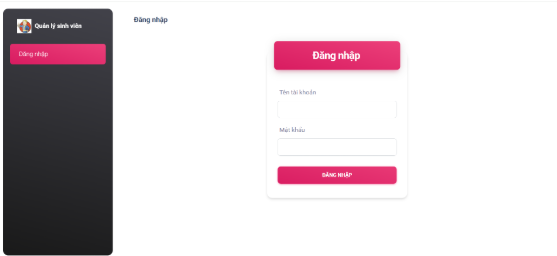 Quản lý sinh viên
Đăng nhập
Đăng nhập
Đăng nhập
Tên tài khoản
Mật khẩu
ĐĂNG NHẬP